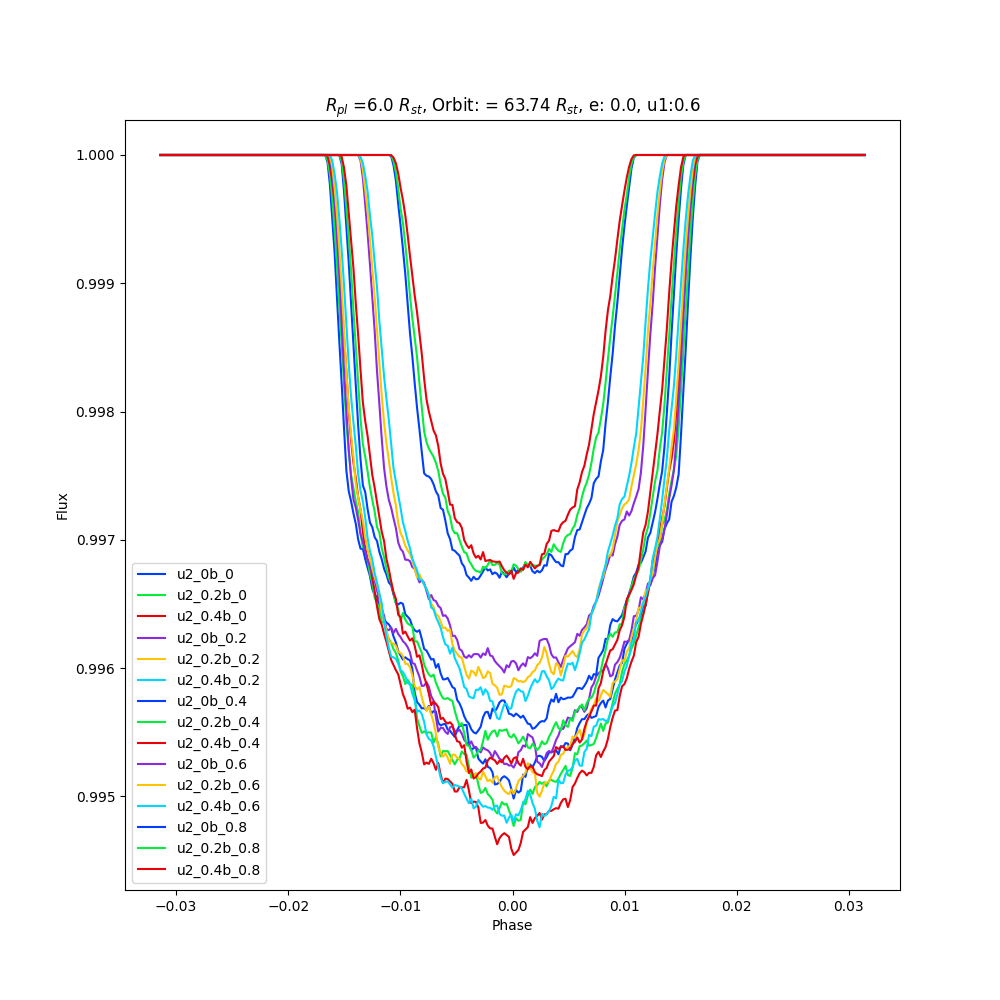 R_pl =6.0 R_st, Orbit: = 63.74 R_st, e: 0.0, u1:0.6
1.000
0.999
0.998
0.997
0.996
0.995
Flux
u2_0b_0
u2_0.2b_0
u2_0.4b_0
u2_0b_0.2
u2_0.2b_0.2
u2_0.4b_0.2
u2_0b_0.4
u2_0.2b_0.4
u2_0.4b_0.4
u2_0b_0.6
u2_0.2b_0.6
u2_0.4b_0.6
u2_0b_0.8
u2_0.2b_0.8
u2_0.4b_0.8
−0.03 −0.02 −0.01 0.00 0.01 0.02 0.03
Phase